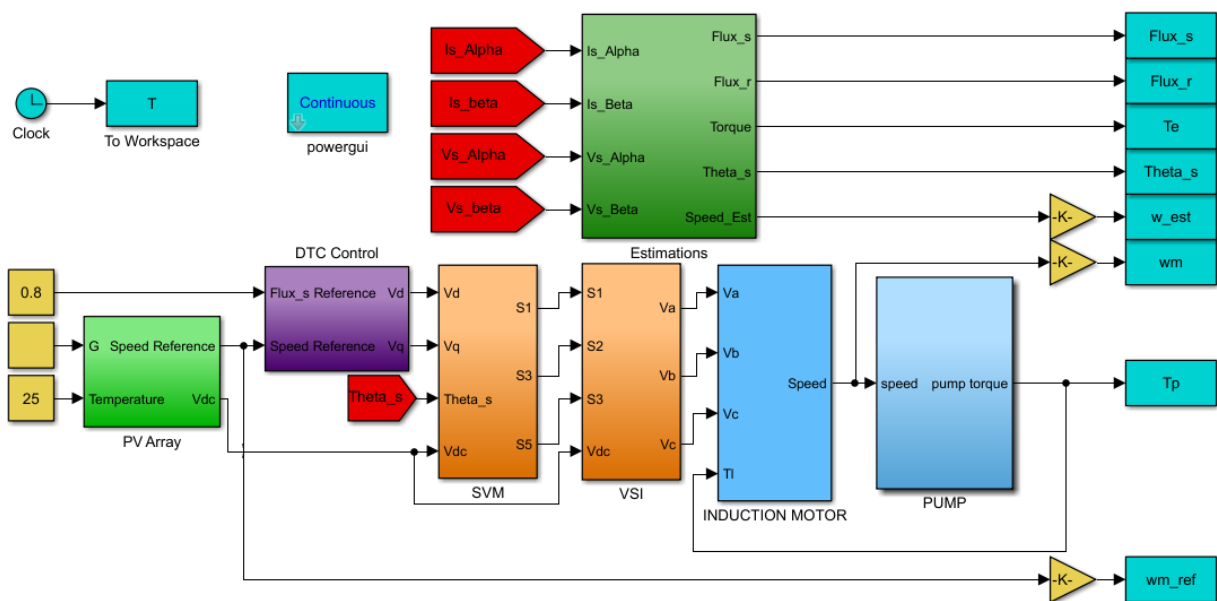 Is_Alpha
Is_Alpha
Flux_s
Flux_s
Flux_r
Flux_r
Is_beta
Is_Beta
Torque
Te
Vs_Alpha
Vs_Alpha
Theta_s
Theta_s
Vs_beta
Vs_Beta
Speed_Est
-K-
w_est
Estimations
-K-
wm
Clock
T
To Workspace
Continuous
powergui
DTC Control
0.8
Flux_s Reference
Vd
Speed Reference
Vq
G
Speed Reference
25
Temperature
Vdc
PV Array
Theta_s
Vd
S1
Vq
S3
Theta_s
S5
Vdc
SVM
S1
Va
S2
Vb
S3
Vc
Vdc
VSI
Va
Vb
Speed
Vc
Tl
INDUCTION MOTOR
speed
pump torque
PUMP
Tp
-K-
wm_ref